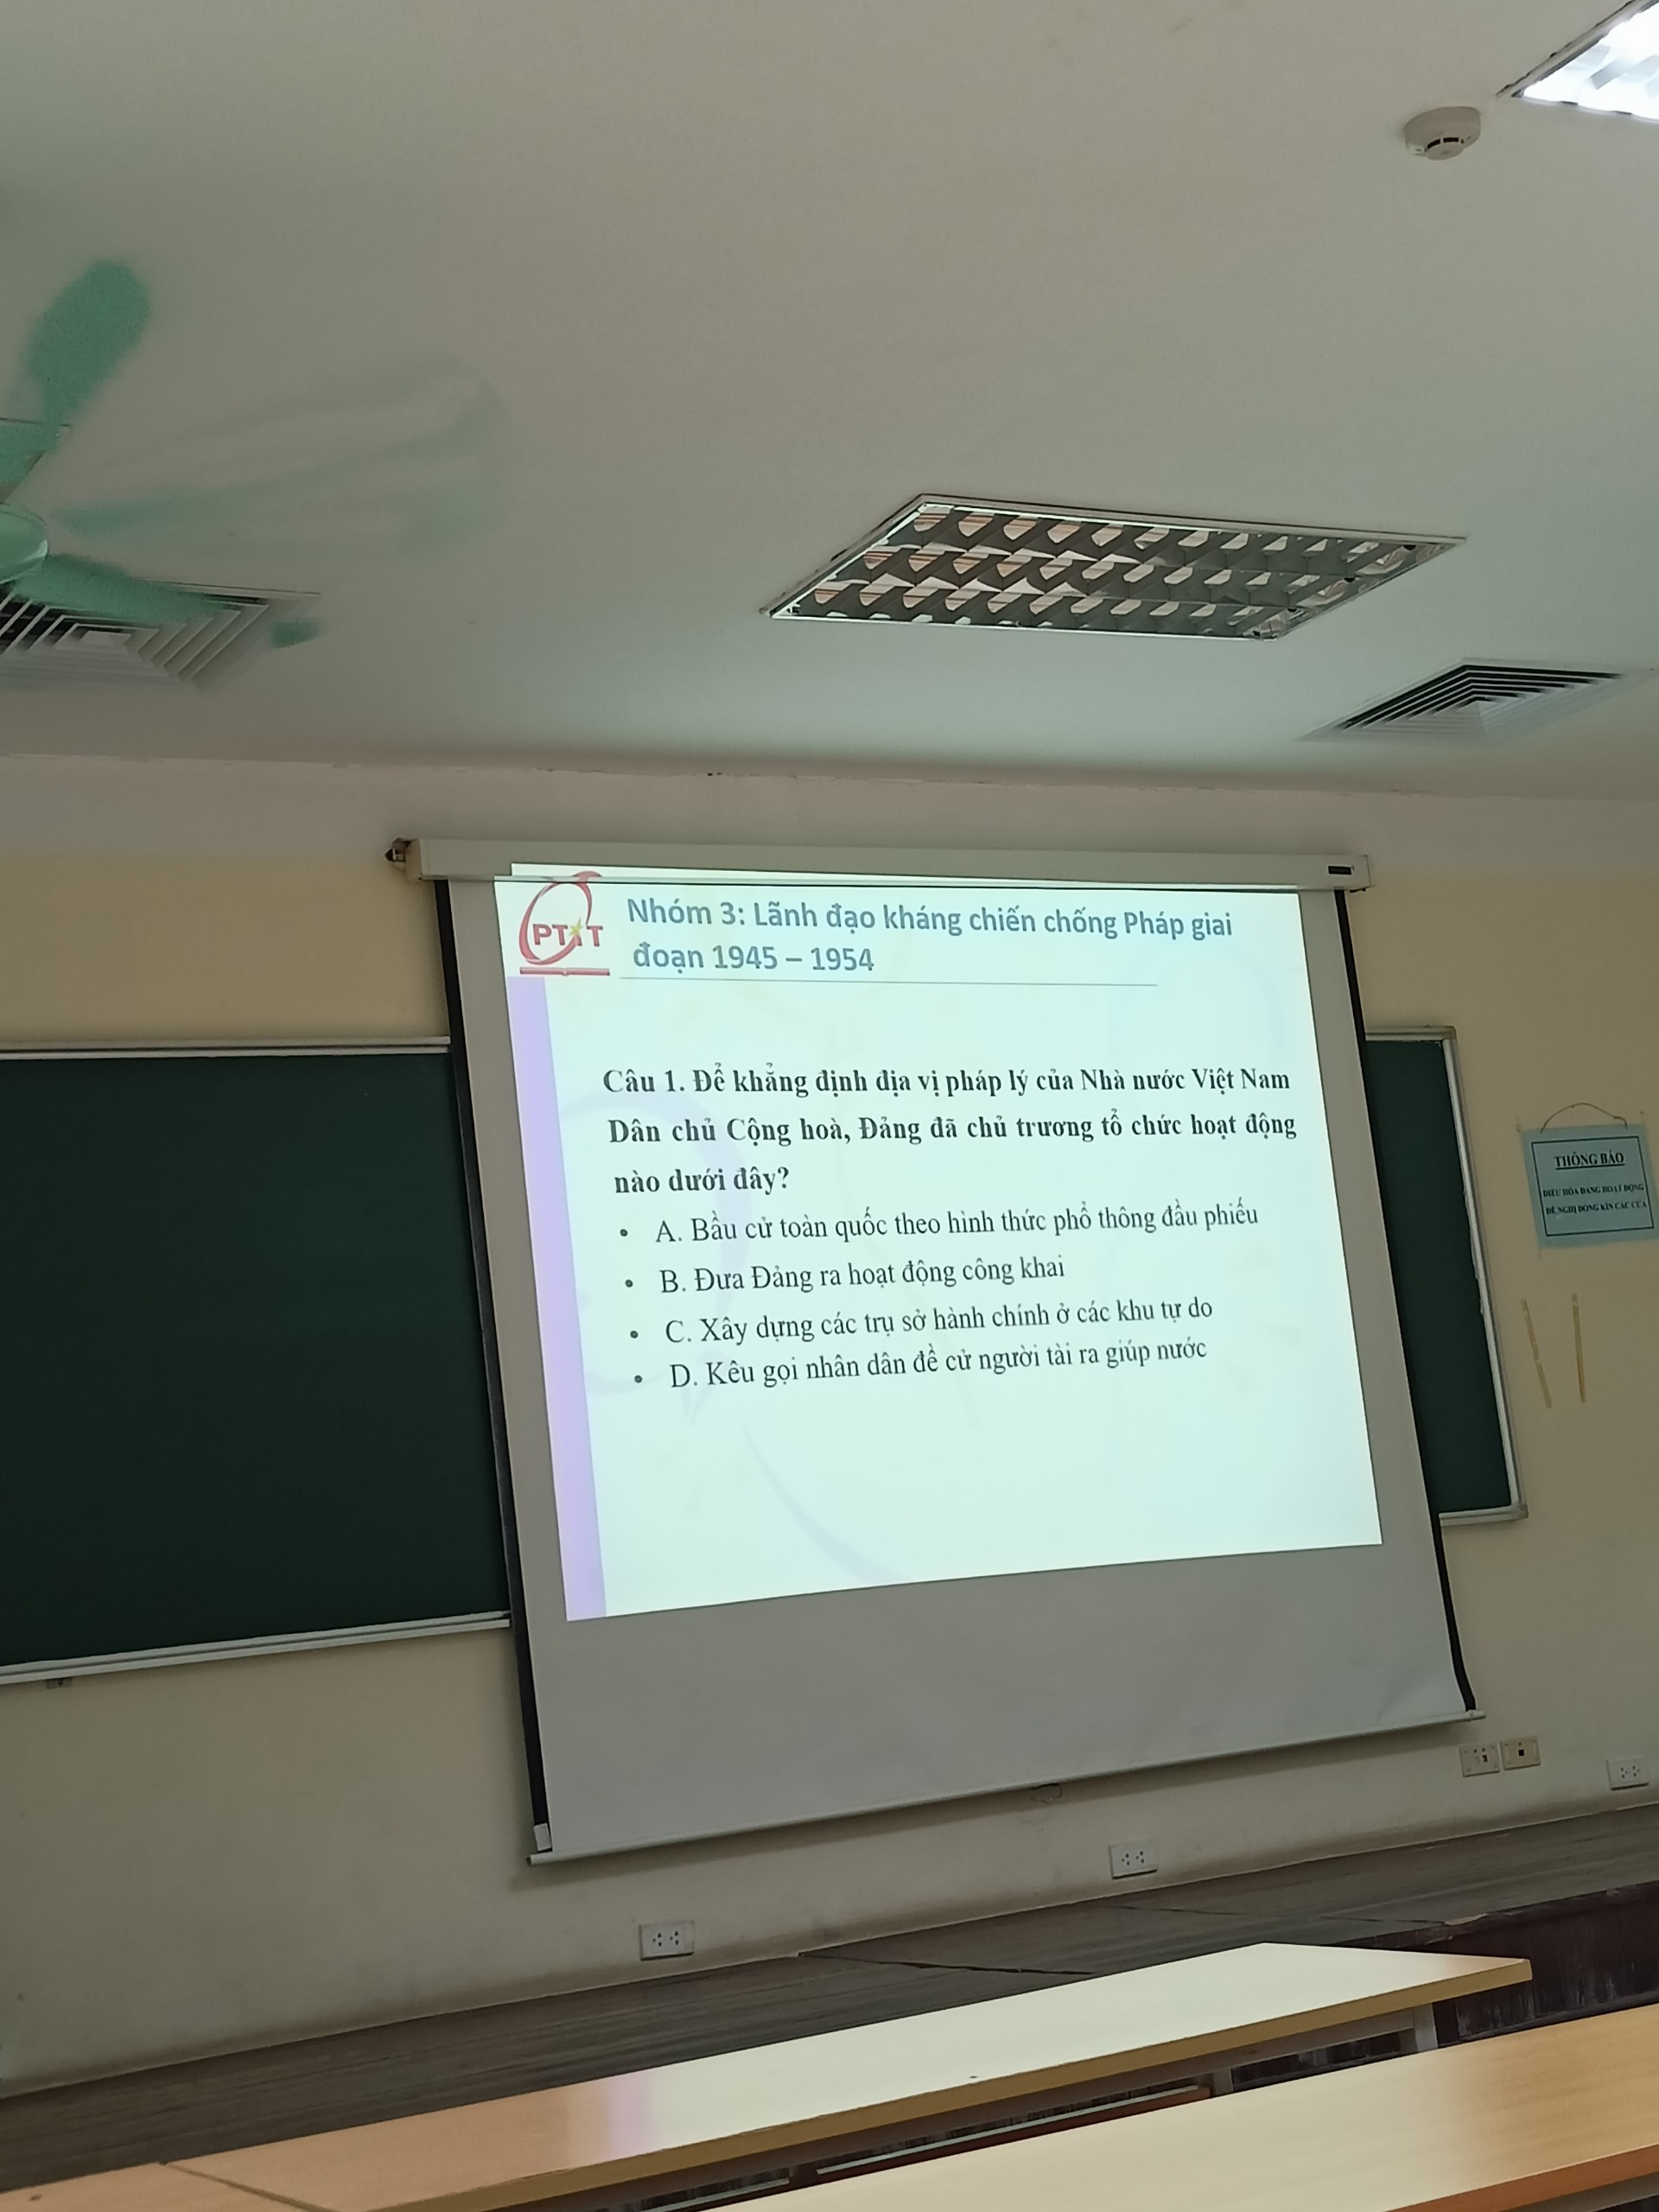 PTIT
Nhóm 3: Lãnh đạo kháng chiến chống Pháp giai
đoạn 1945 – 1954
Câu 1. Để khẳng định địa vị pháp lý của Nhà nước Việt Nam
Dân chủ Cộng hoà, Đảng đã chủ trương tổ chức hoạt động
nào dưới đây?
• A. Bầu cử toàn quốc theo hình thức phổ thông đầu phiếu
• B. Đưa Đảng ra hoạt động công khai
• C. Xây dựng các trụ sở hành chính ở các khu tự do
• D. Kêu gọi nhân dân đề cử người tài ra giúp nước
THÔNG BÁO
ĐIỀU HÒA ĐANG HOẠT ĐỘNG
ĐỀ NGHỊ ĐÓNG KÍN CÁC CỬA